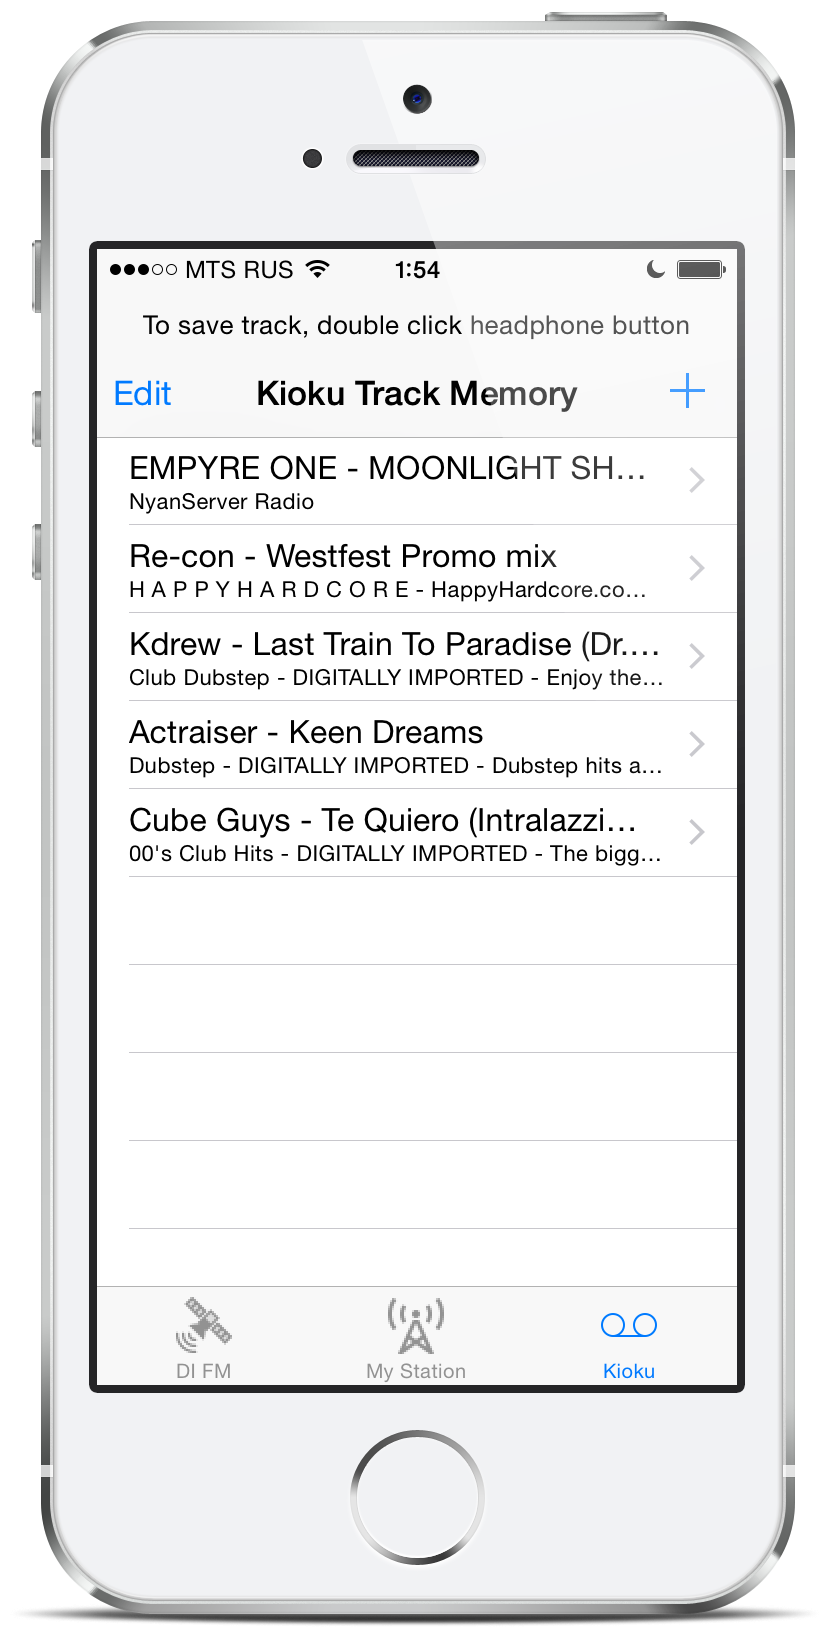 MTS RUS 1:54
To save track, double click headphone button
Edit Kioku Track Memory
EMPYRE ONE - MOONLIGHT SH...
NyanServer Radio
Re-con - Westfest Promo mix
H A P P Y H A R D C O R E - HappyHardcore.co...
Kdrew - Last Train To Paradise (Dr....
Club Dubstep - DIGITALLY IMPORTED - Enjoy the...
Actraiser - Keen Dreams
Dubstep - DIGITALLY IMPORTED - Dubstep hits a...
Cube Guys - Te Quiero (Intralazzi...
00's Club Hits - DIGITALLY IMPORTED - The bigg...
DI FM My Station Kioku